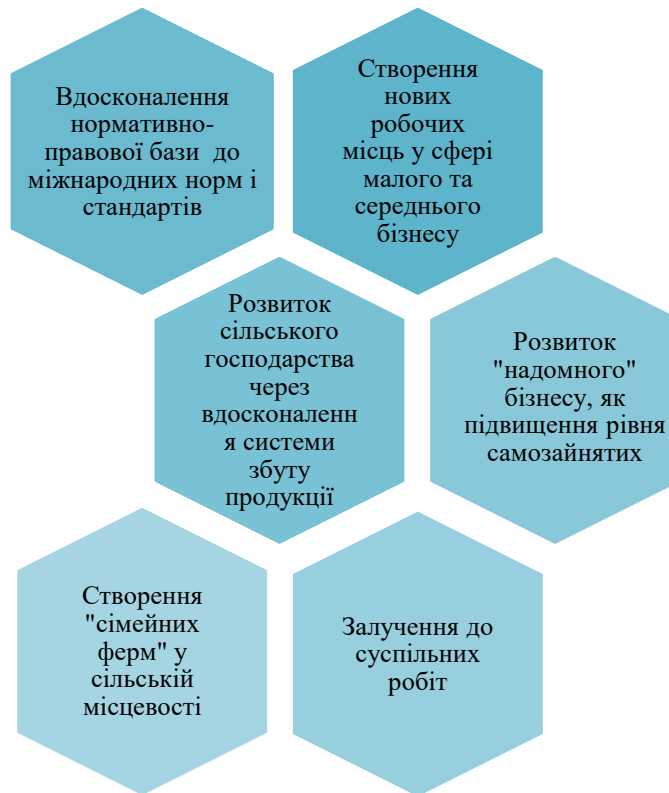 Вдосконалення
нормативно-
правової бази до
міжнародних норм і
стандартів
Створення
нових
робочих
місць у сфері
малого та
середнього
бізнесу
Розвиток
сільського
господарства
через
вдосконаленн
я системи
збуту
продукції
Розвиток
"надомного"
бізнесу, як
підвищення рівня
самозайнятих
Створення
"сімейних
ферм" у
сільській
місцевості
Залучення до
суспільних
робіт